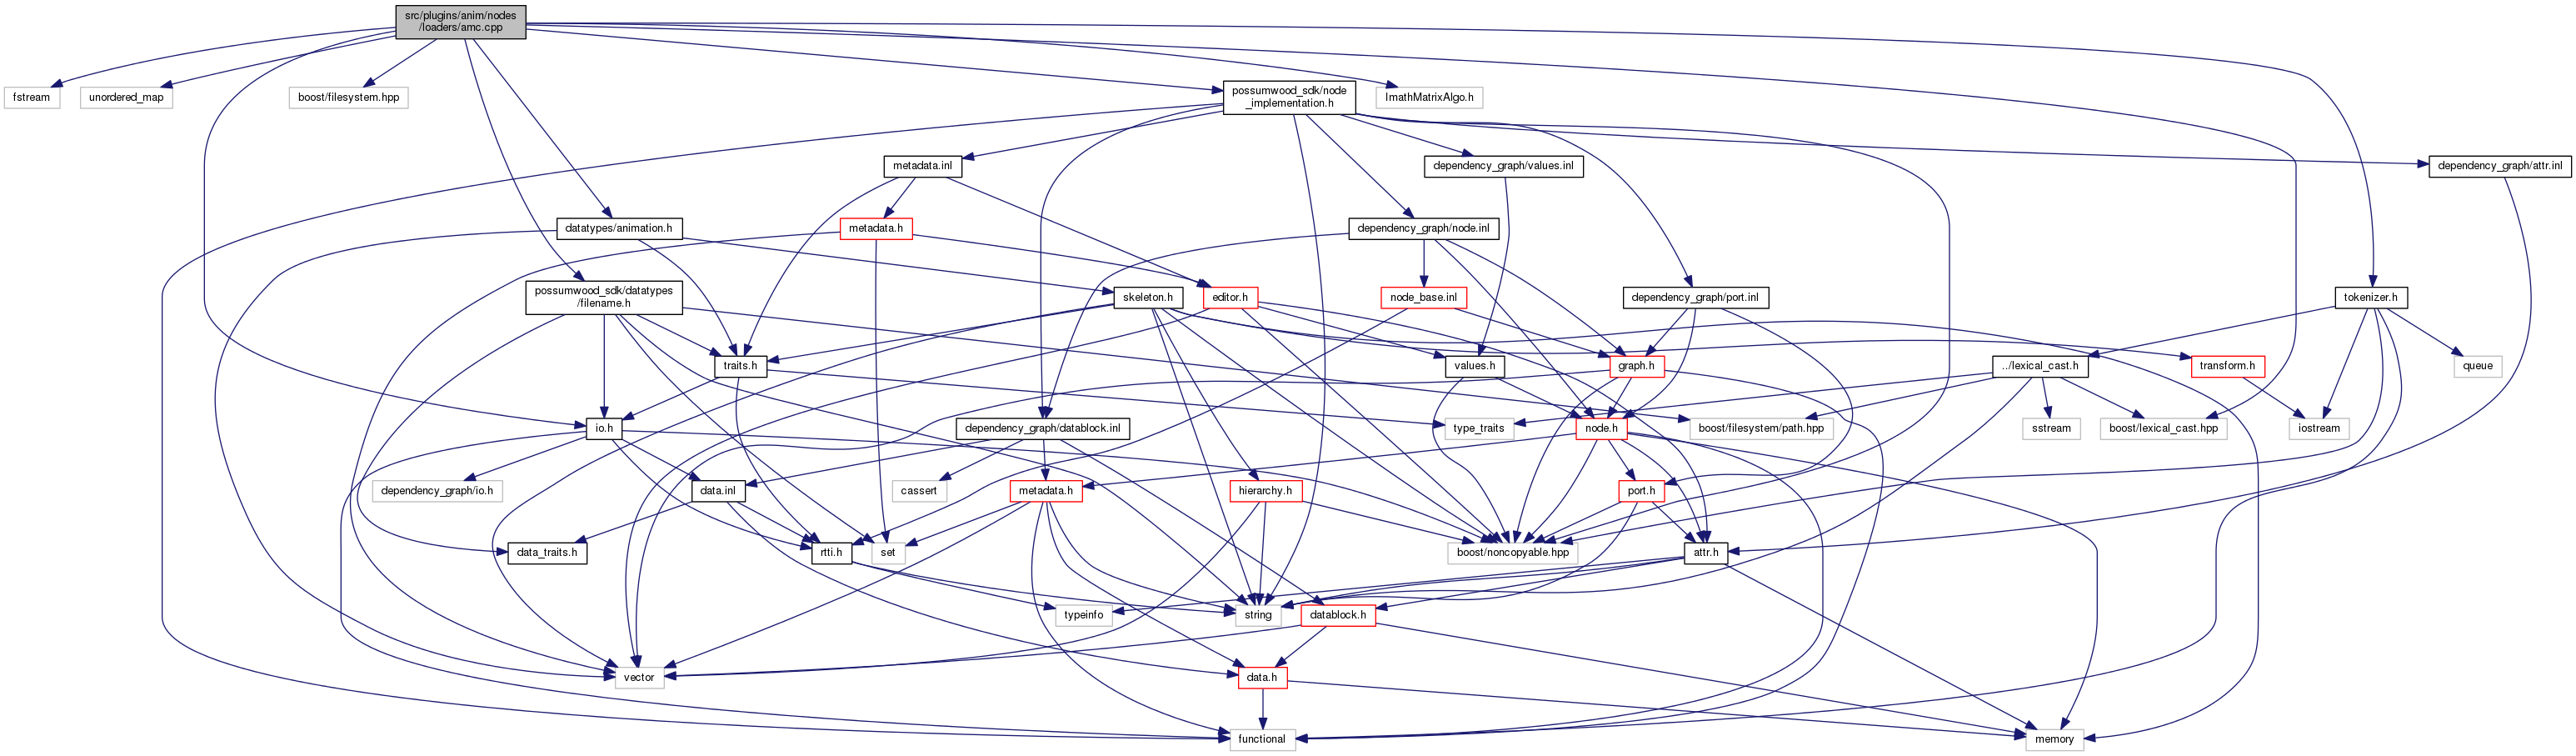 src/plugins/anim/nodes
/loaders/amc.cpp
fstream
unordered_map
boost/filesystem.hpp
possumwood_sdk/node
_implementation.h
ImathMatrixAlgo.h
metadata.inl
dependency_graph/values.inl
dependency_graph/attr.inl
datatypes/animation.h
metadata.h
dependency_graph/node.inl
possumwood_sdk/datatypes
/filename.h
skeleton.h
editor.h
node_base.inl
dependency_graph/port.inl
tokenizer.h
traits.h
values.h
graph.h
../lexical_cast.h
transform.h
queue
io.h
dependency_graph/datablock.inl
type_traits
node.h
boost/filesystem/path.hpp
sstream
boost/lexical_cast.hpp
iostream
dependency_graph/io.h
data.inl
cassert
metadata.h
hierarchy.h
port.h
data_traits.h
rtti.h
set
boost/noncopyable.hpp
attr.h
typeinfo
string
datablock.h
vector
data.h
functional
memory